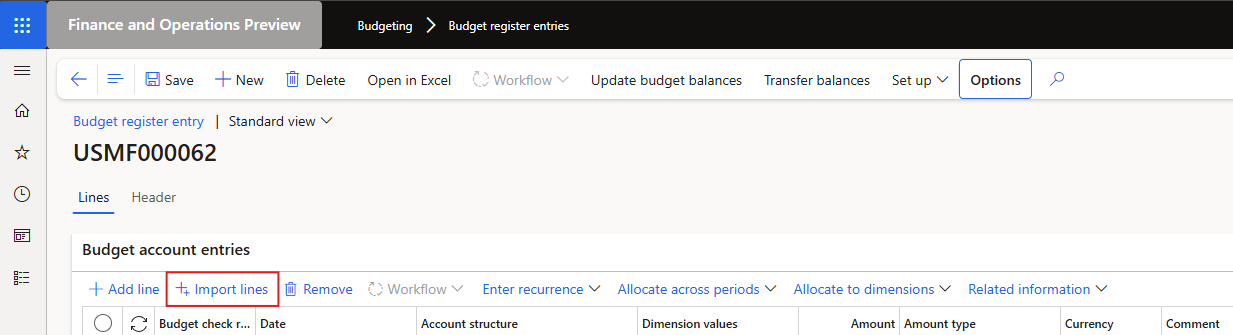 Finance and Operations Preview Budgeting Budget register entries
Save New Delete Open in Excel Workflow Update budget balances Transfer balances Set up Options
Budget register entry | Standard view
USMF000062
Lines Header
Budget account entries
Add line Import lines Remove Workflow Enter recurrence Allocate across periods Allocate to dimensions Related information
Budget check r... Date Account structure Dimension values Amount Amount type Currency Comment